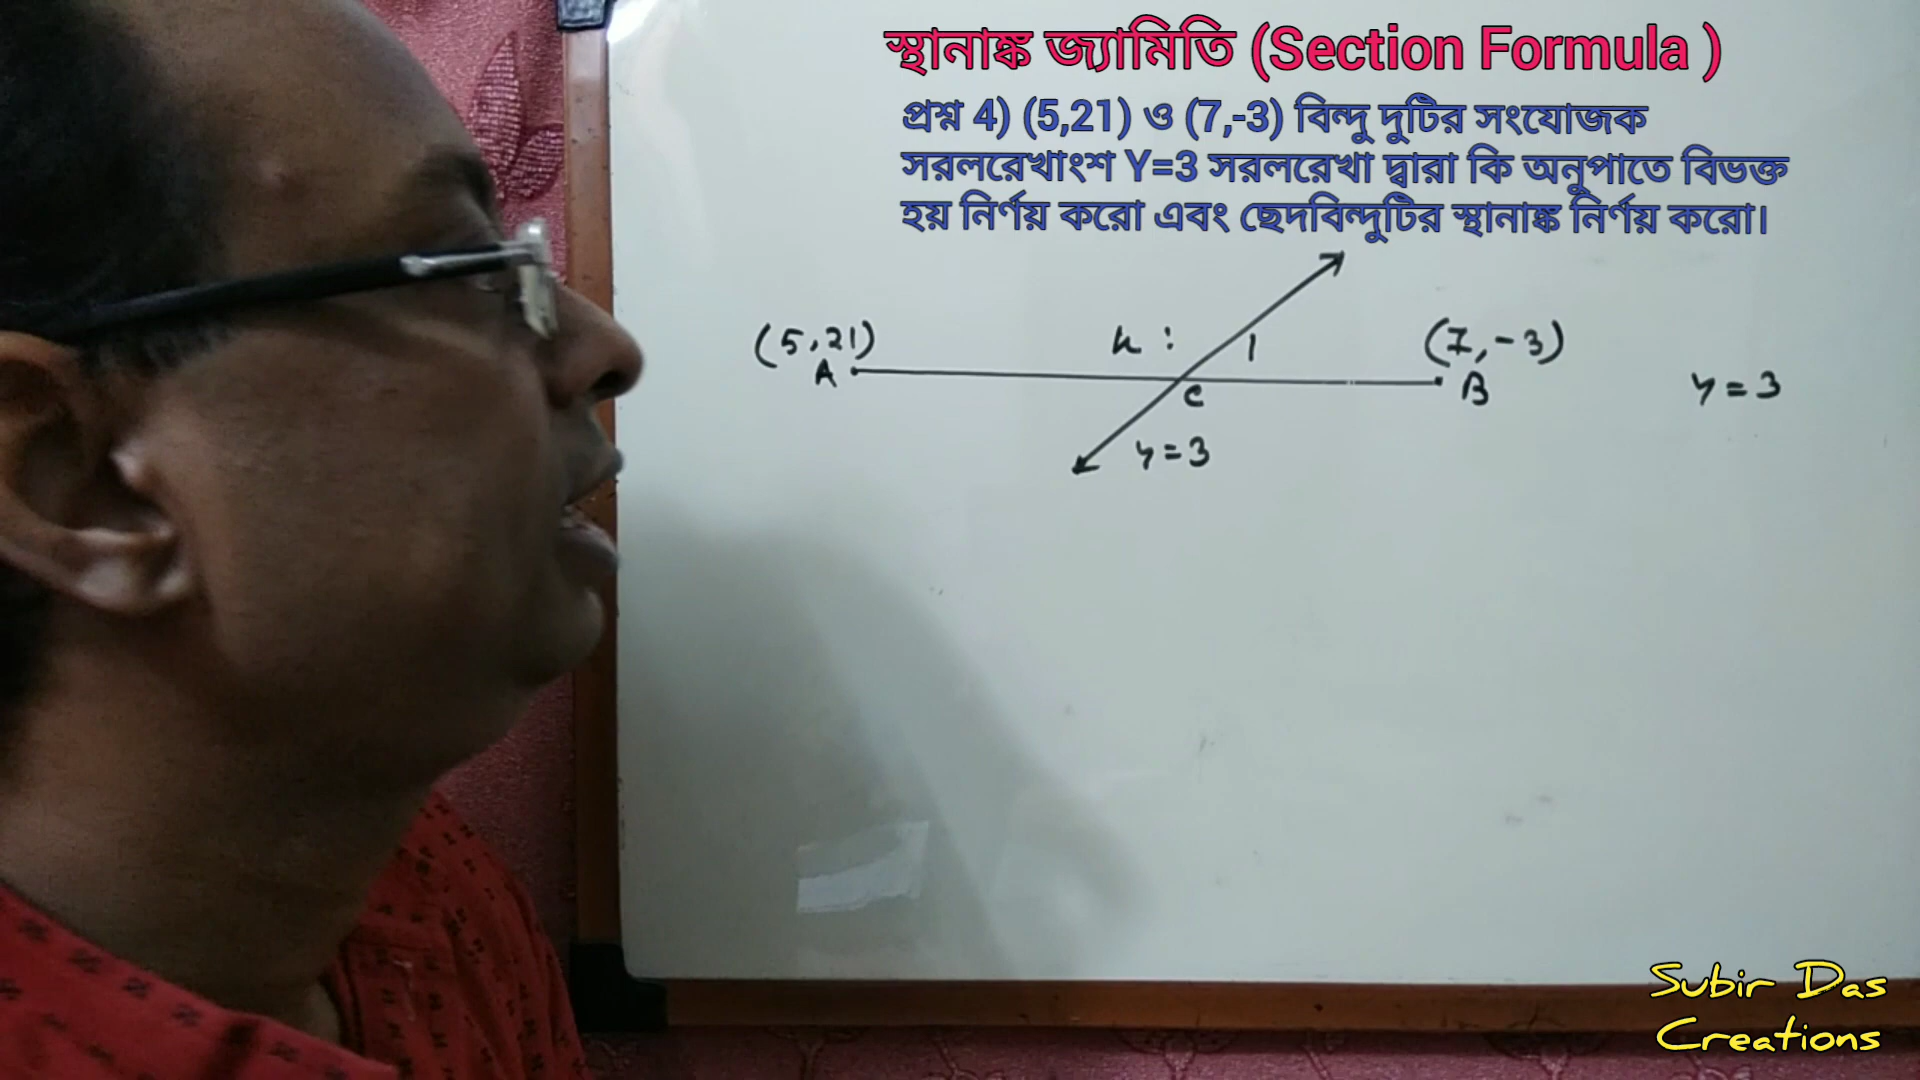 স্থানাঙ্ক জ্যামিতি (Section Formula )
প্রশ্ন 4) (5,21) ও (7,-3) বিন্দু দুটির সংযোজক
সরলরেখাংশ Y=3 সরলরেখা দ্বারা কি অনুপাতে বিভক্ত
হয় নির্ণয় করো এবং ছেদবিন্দুটির স্থানাঙ্ক নির্ণয় করো।
(5,21) k : 1 (7,-3)
A C B y=3
y=3
Subir Das
Creations